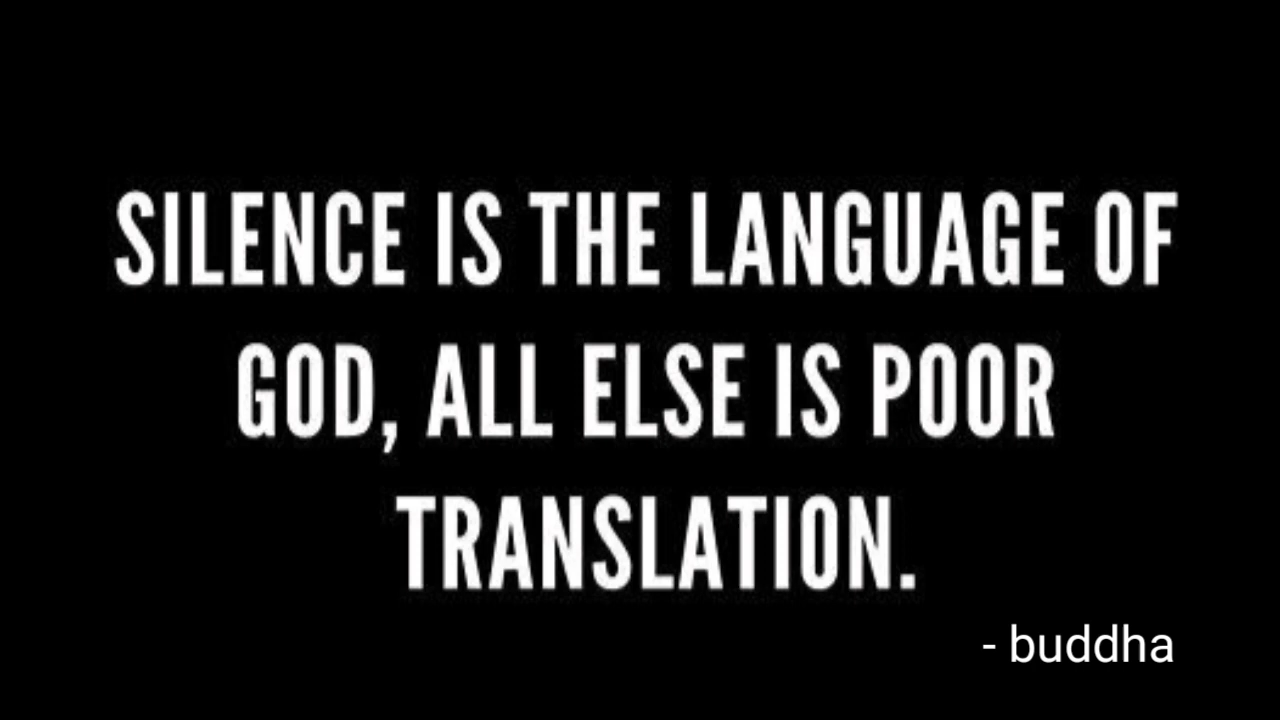 SILENCE IS THE LANGUAGE OF
GOD, ALL ELSE IS POOR
TRANSLATION.
- buddha